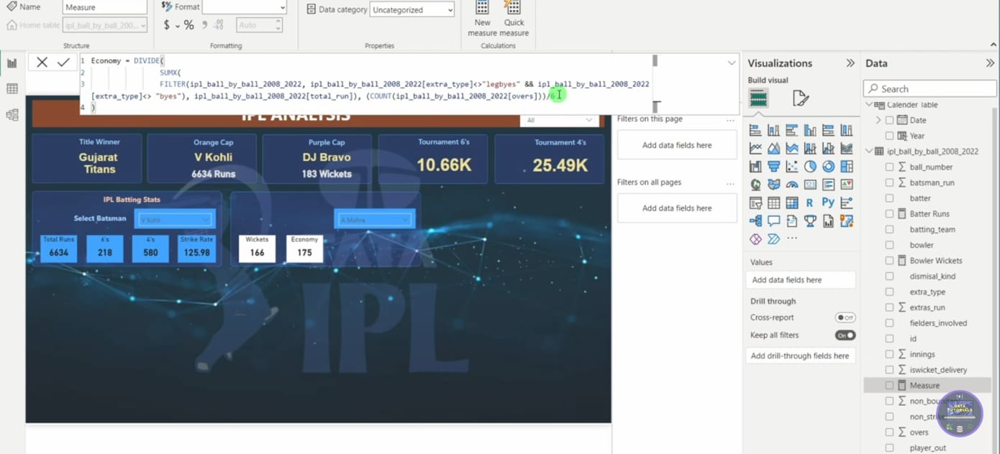 Name Measure
Home table ipl_ball_by_ball_200...
Structure
Format
$ % Auto
Formatting
Data category Uncategorized
Properties
New measure
Quick measure
Calculations
1 Economy = DIVIDE(
2 SUMX(
3 FILTER(ipl_ball_by_ball_2008_2022, ipl_ball_by_ball_2008_2022[extra_type]<>"legbyes" && ipl_ball_by_ball_2008_2022
[extra_type]<> "byes"), ipl_ball_by_ball_2008_2022[total_run]), (COUNT(ipl_ball_by_ball_2008_2022[overs]))/6
4 )
IPL ANALYSIS
All
Title Winner
Gujarat
Titans
Orange Cap
V Kohli
6634 Runs
Purple Cap
DJ Bravo
183 Wickets
Tournament 6's
10.66K
Tournament 4's
25.49K
IPL Batting Stats
Select Batsman V Kohli
A Mishra
Total Runs
6634
6's
218
4's
580
Strike Rate
125.98
Wickets
166
Economy
175
TATA
IPL
Filters on this page ...
Add data fields here
Filters on all pages ...
Add data fields here
Visualizations
Build visual
R Py
...
Values
Add data fields here
Drill through
Cross-report Off
Keep all filters On
Add drill-through fields here
Data
Search
Calender Table
Date
Year
ipl_ball_by_ball_2008_2022
ball_number
batsman_run
batter
Batter Runs
batting_team
bowler
Bowler Wickets
dismisal_kind
extra_type
extras_run
fielders_involved
id
innings
iswicket_delivery
Measure
non_boundary
non_strike
overs
player_out
DATA
TUTORIALS